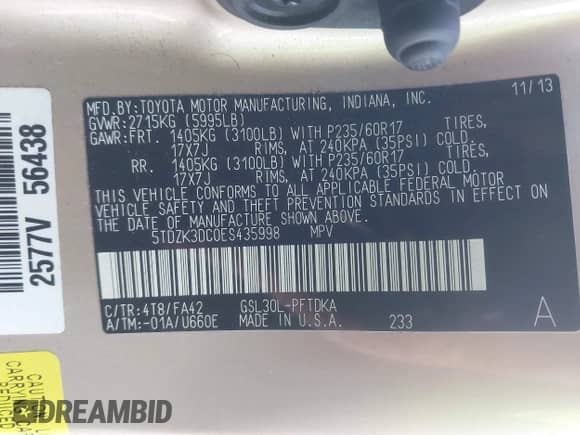 11/13
MFD.BY:TOYOTA MOTOR MANUFACTURING, INDIANA, INC.
GVWR:2715KG (5995LB)
GAWR:FRT. 1405KG (3100LB) WITH P235/60R17 TIRES,
17X7J RIMS, AT 240KPA (35PSI) COLD.
RR. 1405KG (3100LB) WITH P235/60R17 TIRES,
17X7J RIMS, AT 240KPA (35PSI) COLD.
THIS VEHICLE CONFORMS TO ALL APPLICABLE FEDERAL MOTOR
VEHICLE SAFETY AND THEFT PREVENTION STANDARDS IN EFFECT ON
THE DATE OF MANUFACTURE SHOWN ABOVE.
5TDZK3DC0ES435998 MPV
C/TR:4T8/FA42 GSL30L-PFTDKA
A/TM:-01A/U660E MADE IN U.S.A. 233
A
2577V 56438
CAUTION
CARRY
REDUCED
DREAMBID